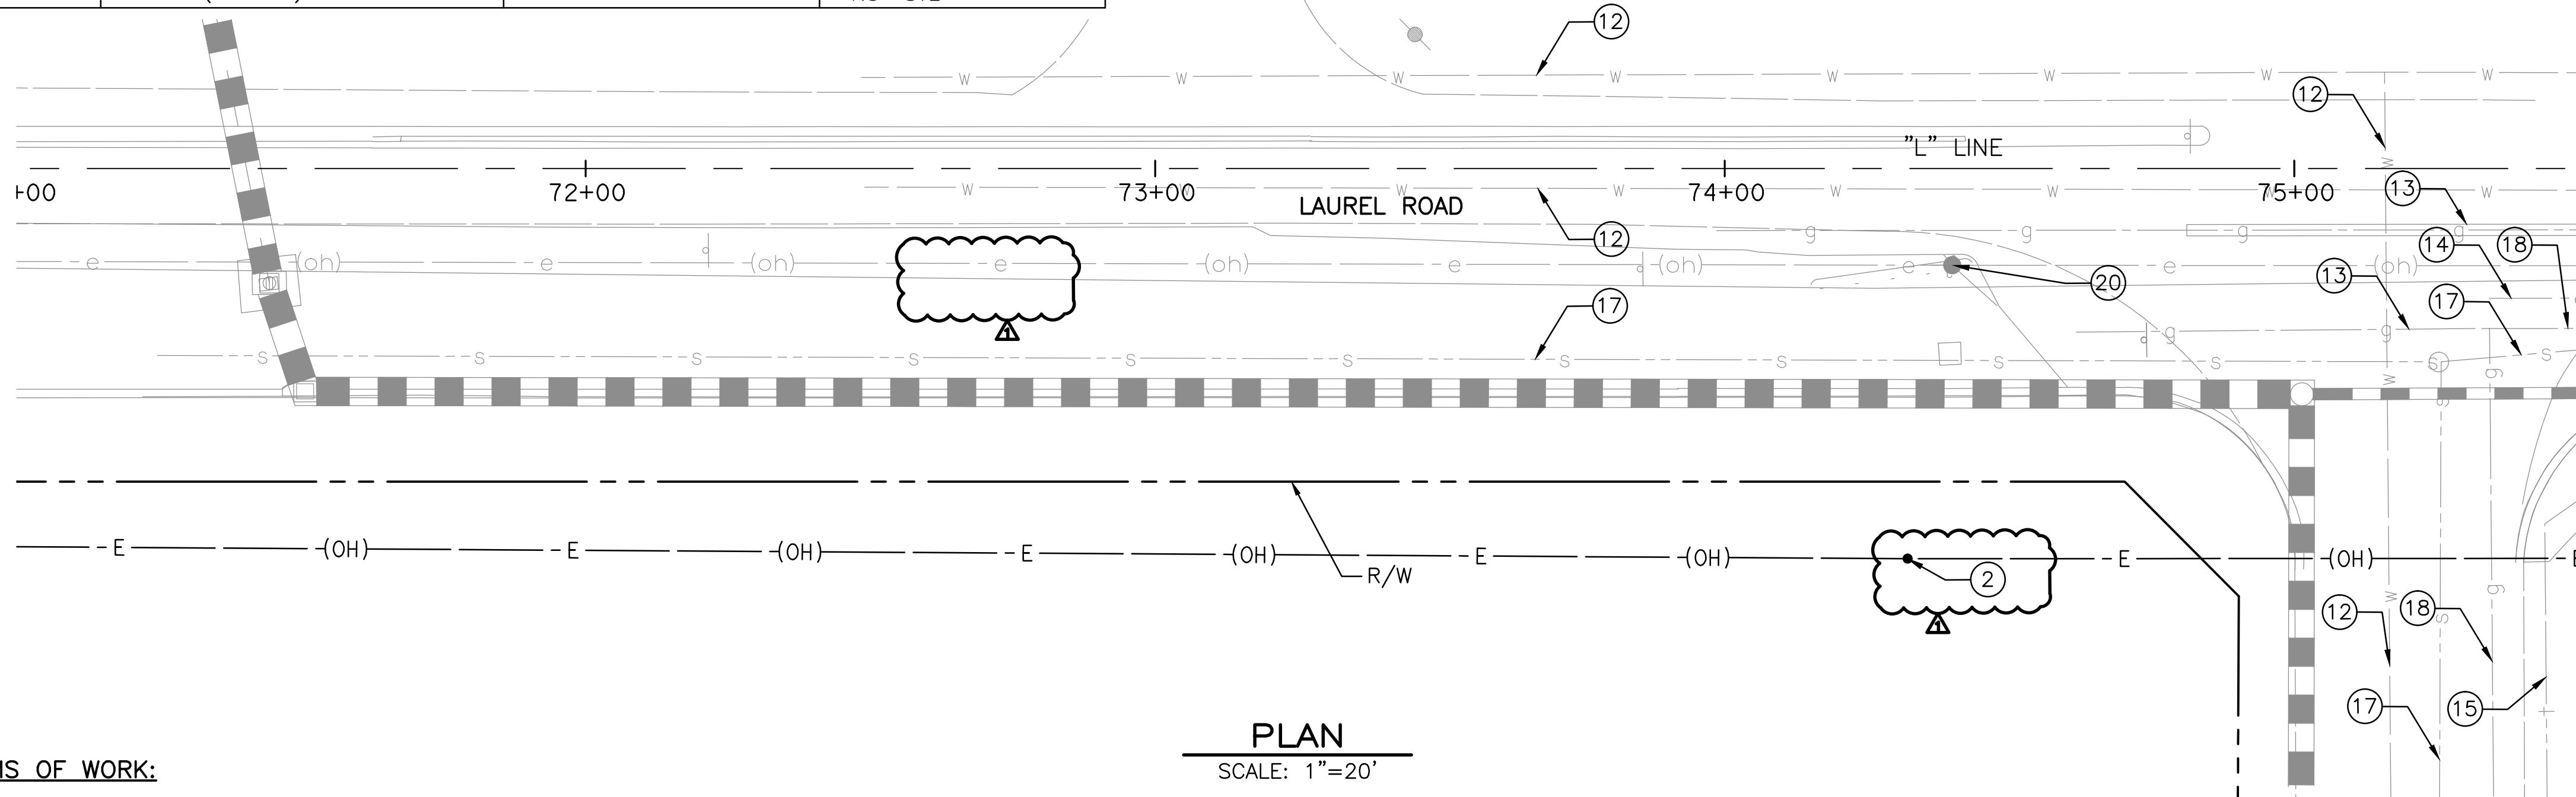 12
W W W W W W W W
12
"L" LINE
+00 72+00 73+00 74+00 75+00
W W W W W W W W
13
LAUREL ROAD
12
g g g g
14 18
e (oh) e (oh) e (oh) e (oh) e e (oh)
13
20
17 17
1
g g
S S S S S S S S S S S S
W g
S
E (OH) E (OH) E (OH) E (OH) E (OH) E
R/W
2
W g
12 18
S
1
17 15
PLAN
SCALE: 1"=20'
OF WORK: